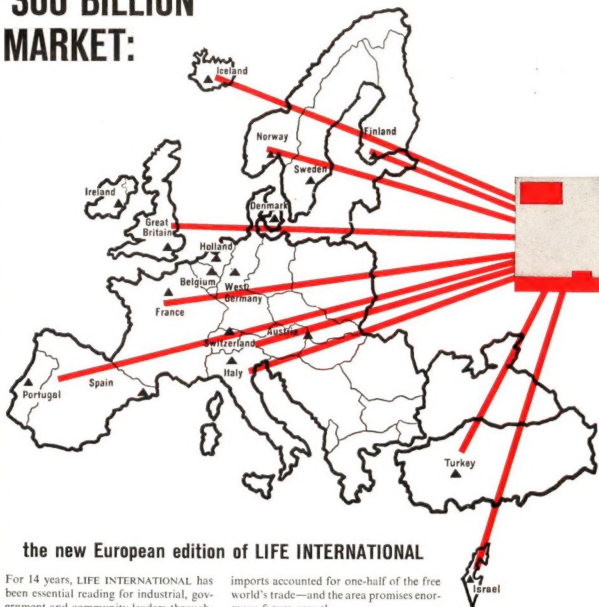 300 BILLION
MARKET:
Iceland
Norway
Finland
Sweden
Ireland
Denmark
Great
Britain
Holland
Belgium
West
Germany
France
Austria
Switzerland
Italy
Spain
Portugal
Turkey
Israel
the new European edition of LIFE INTERNATIONAL
For 14 years, LIFE INTERNATIONAL has
been essential reading for industrial, gov-
imports accounted for one-half of the free
world's trade—and the area promises enor-